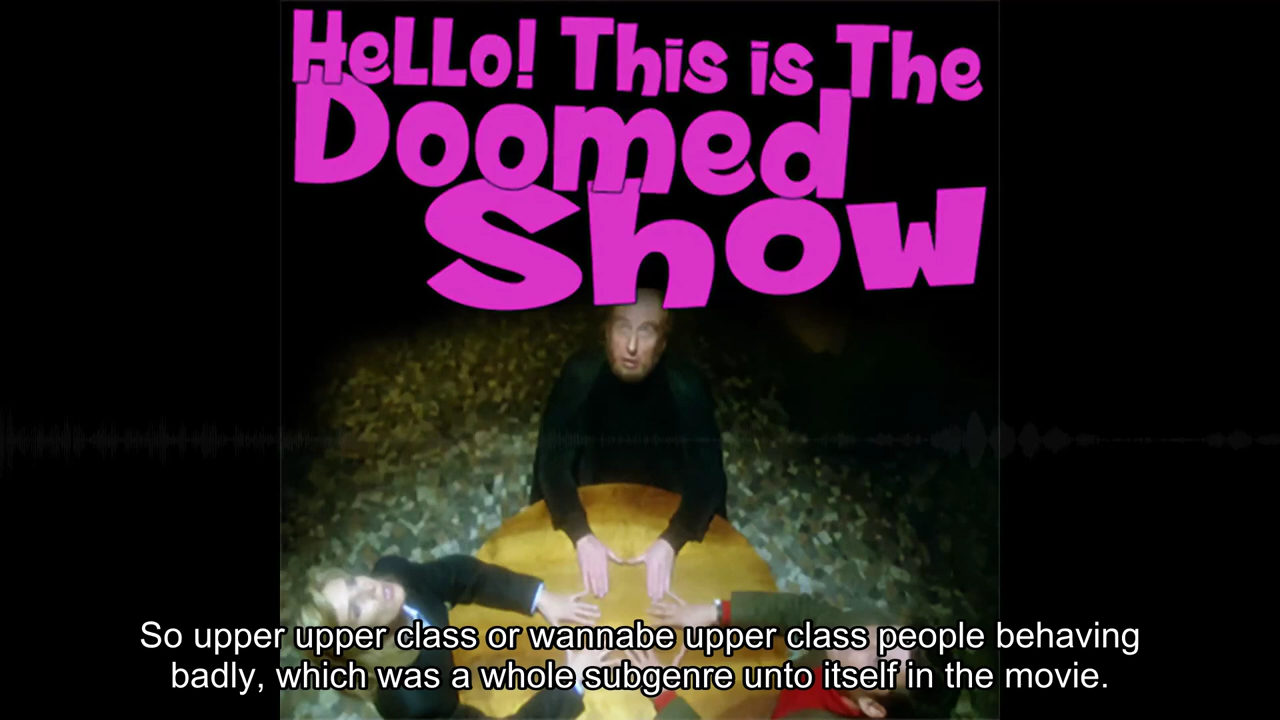 HeLLo! This is The
Doomed
Show
So upper upper class or wannabe upper class people behaving
badly, which was a whole subgenre unto itself in the movie.